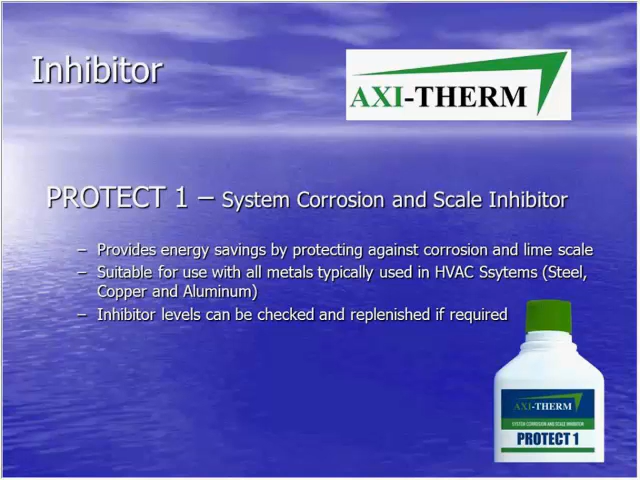 Inhibitor
AXI-THERM
PROTECT 1 – System Corrosion and Scale Inhibitor
– Provides energy savings by protecting against corrosion and lime scale
– Suitable for use with all metals typically used in HVAC Ssytems (Steel,
Copper and Aluminum)
– Inhibitor levels can be checked and replenished if required
AXI-THERM
SYSTEM CORROSION AND SCALE INHIBITOR
PROTECT 1